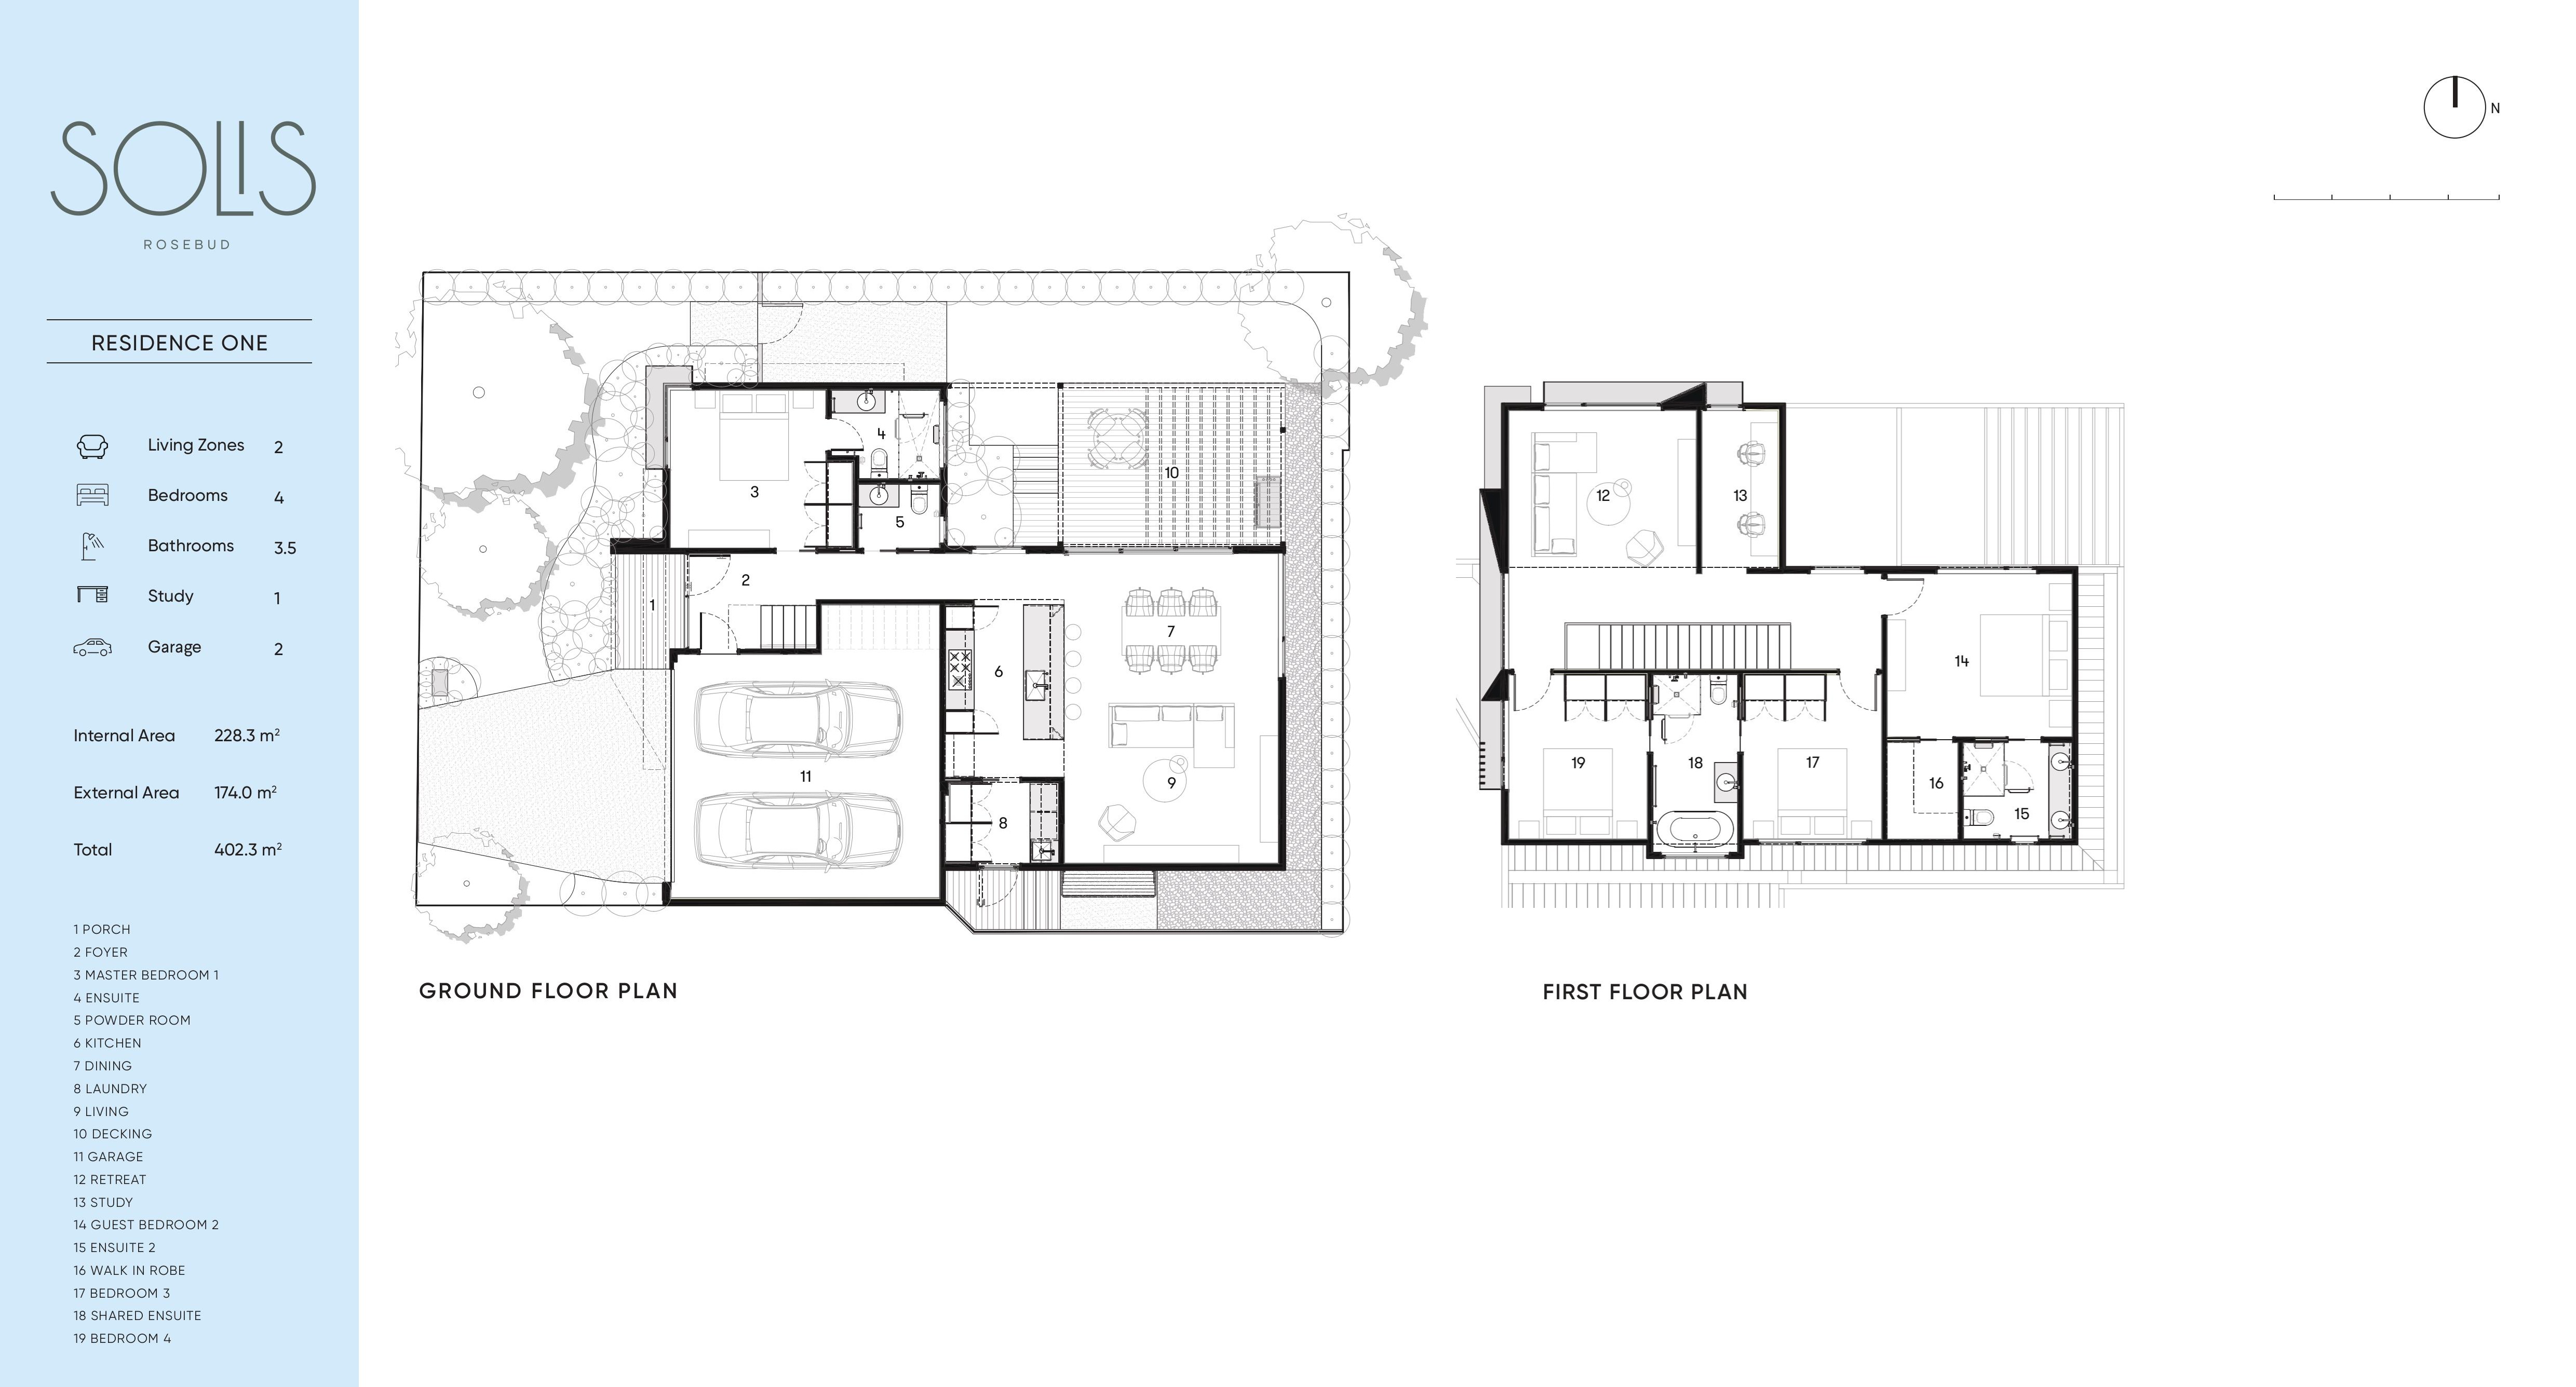 SOLIS
ROSEBUD
RESIDENCE ONE
Living Zones 2
Bedrooms 4
Bathrooms 3.5
Study 1
Garage 2
Internal Area 228.3 m²
External Area 174.0 m²
Total 402.3 m²
1 PORCH
2 FOYER
3 MASTER BEDROOM 1
4 ENSUITE
5 POWDER ROOM
6 KITCHEN
7 DINING
8 LAUNDRY
9 LIVING
10 DECKING
11 GARAGE
12 RETREAT
13 STUDY
14 GUEST BEDROOM 2
15 ENSUITE 2
16 WALK IN ROBE
17 BEDROOM 3
18 SHARED ENSUITE
19 BEDROOM 4
4
10
3
5
2
1
7
6
11
9
8
GROUND FLOOR PLAN
12
13
14
19
18
17
16
15
FIRST FLOOR PLAN
N